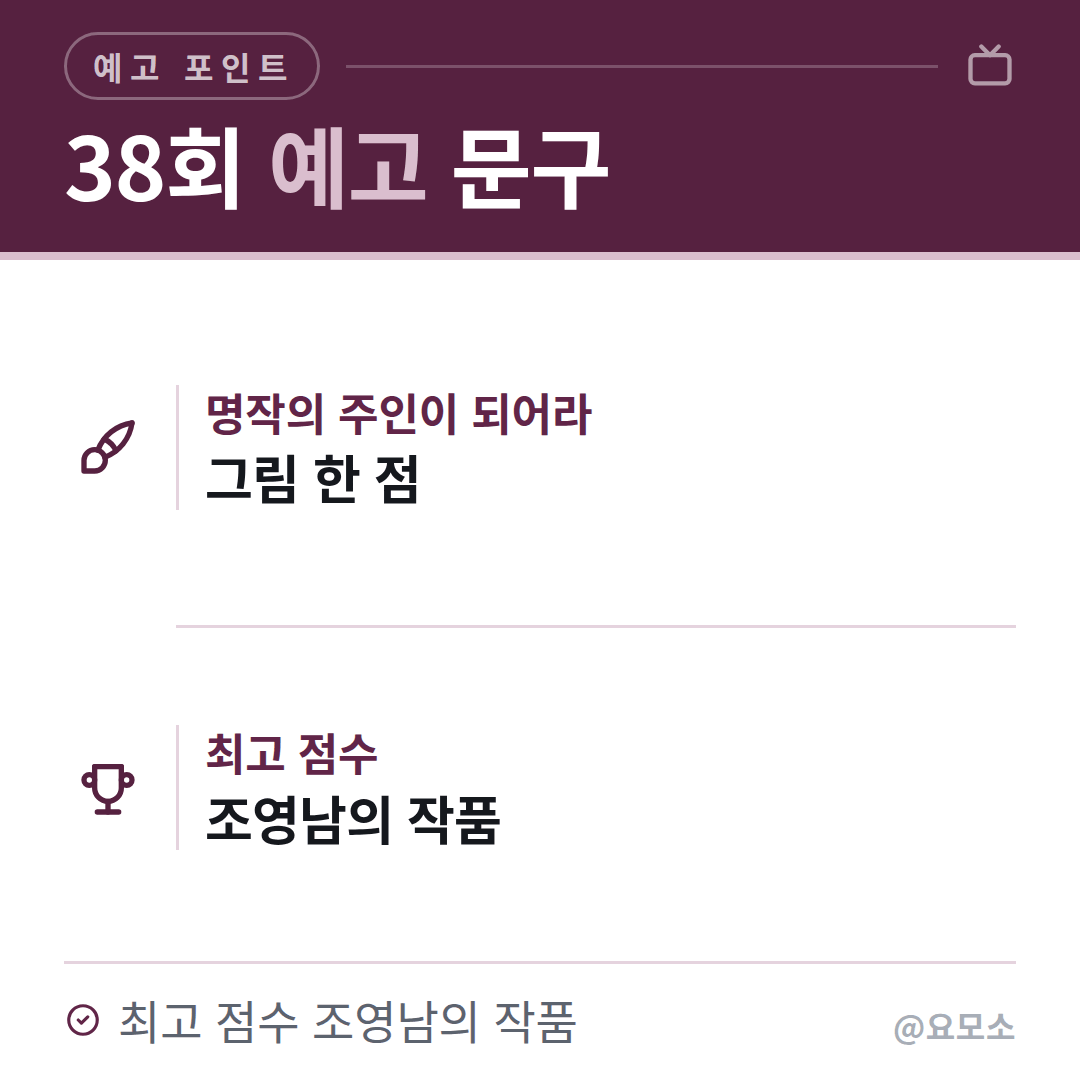 예고 포인트
38회 예고 문구
명작의 주인이 되어라
그림 한 점
최고 점수
조영남의 작품
최고 점수 조영남의 작품
@요모소